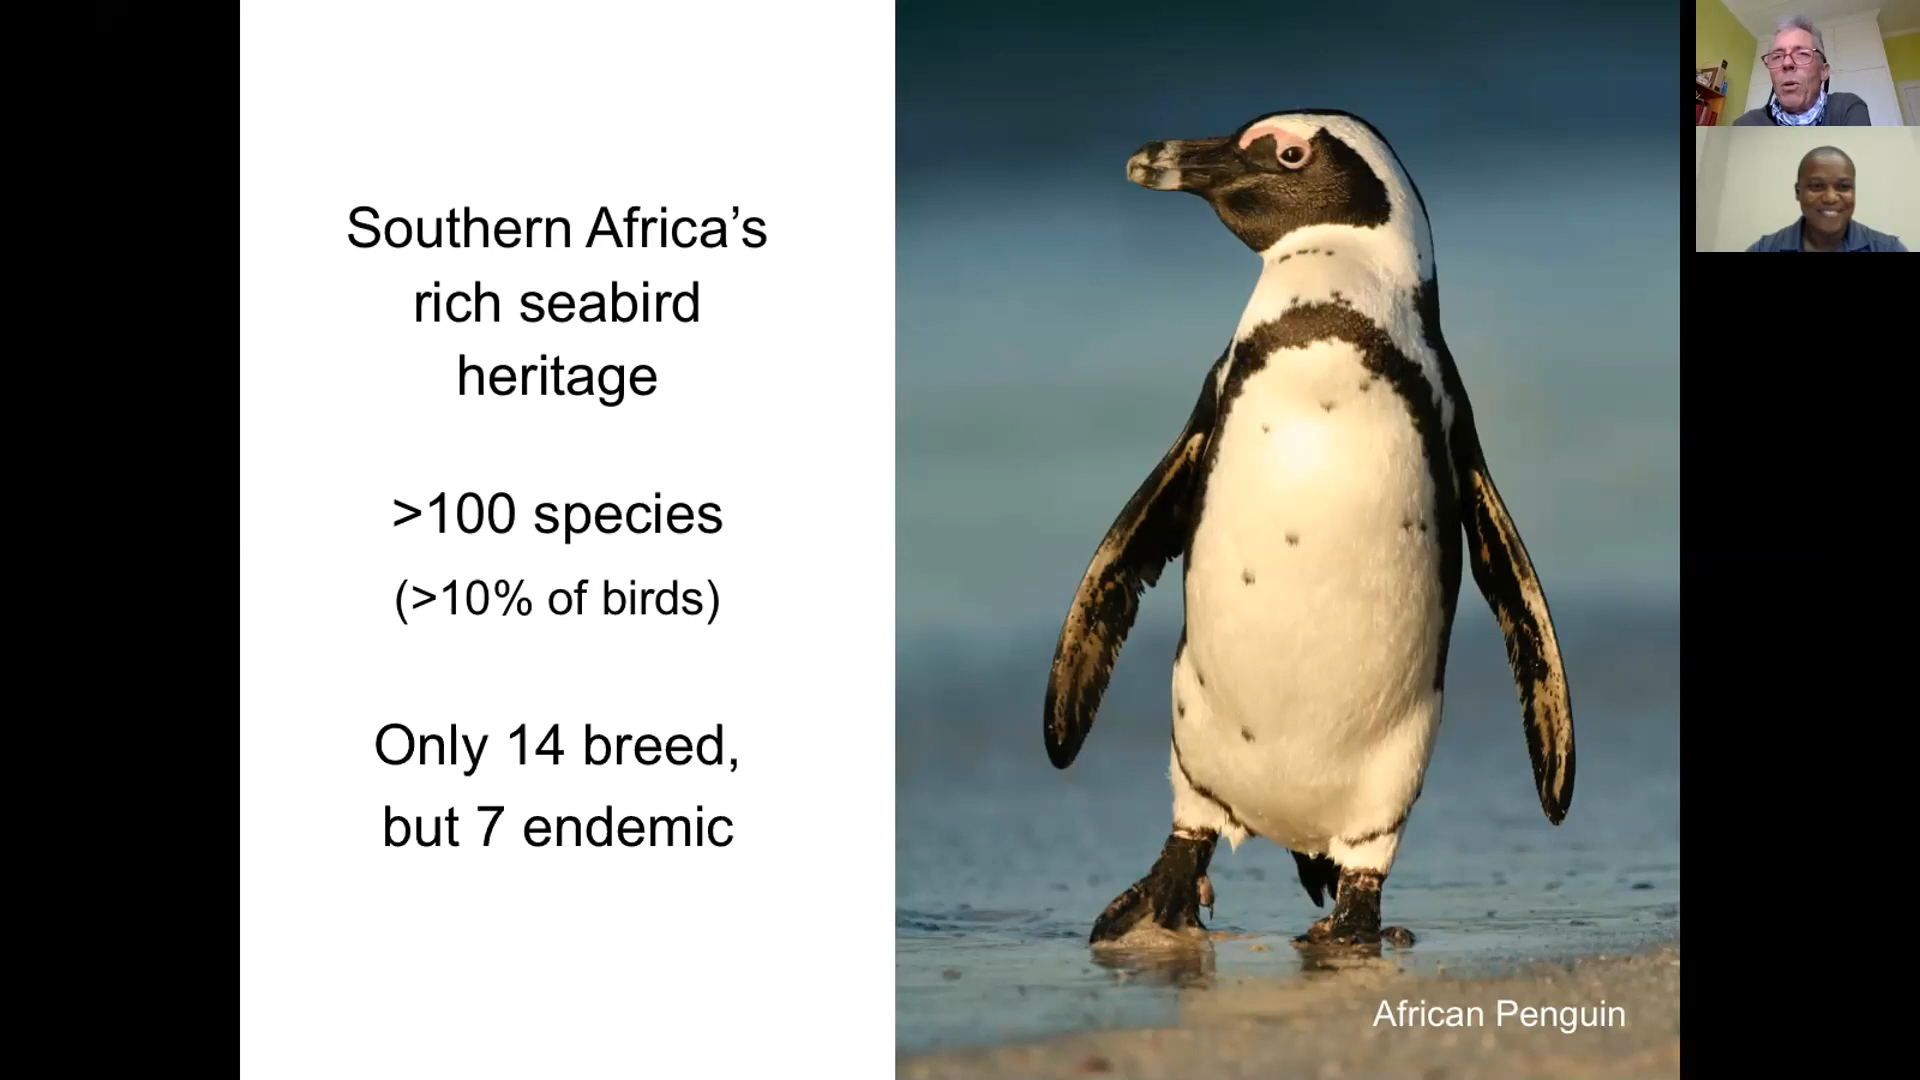 Southern Africa’s
rich seabird
heritage
>100 species
(>10% of birds)
Only 14 breed,
but 7 endemic
African Penguin